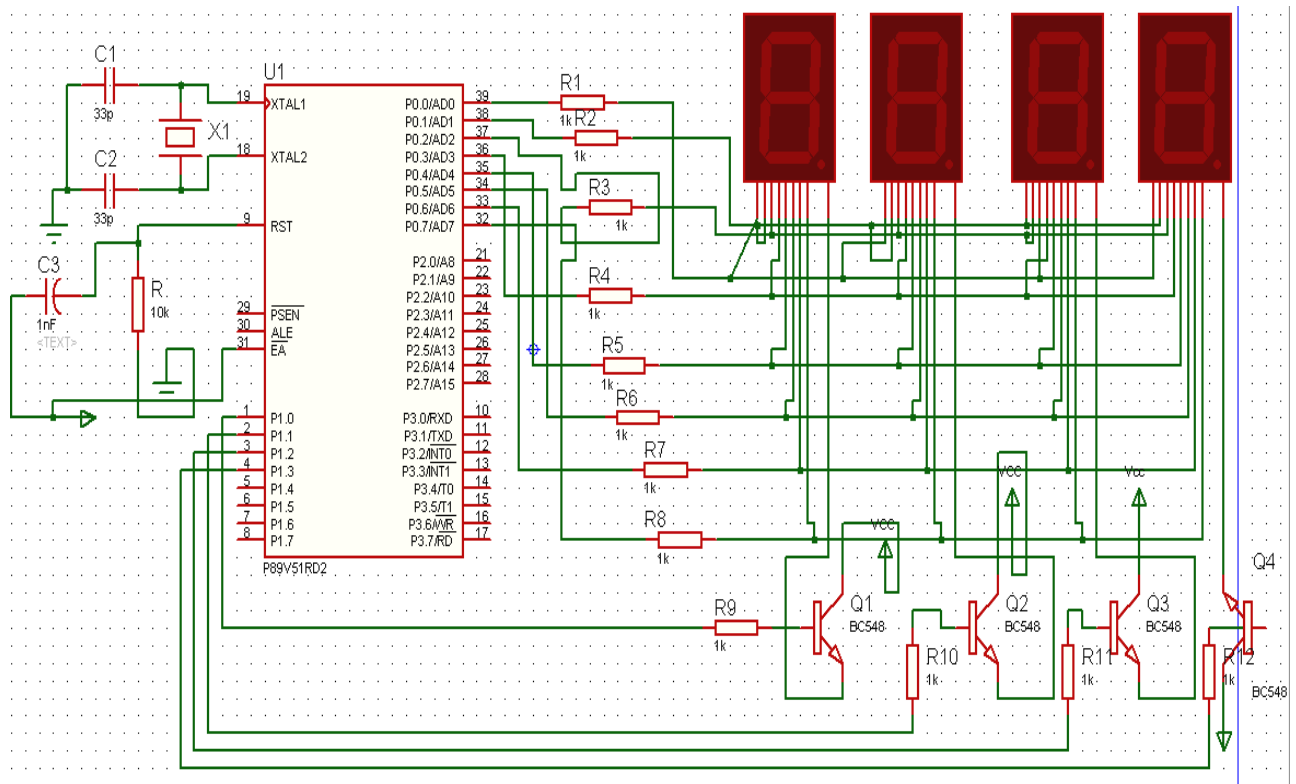 C1
33p
X1
C2
33p
C3
1nF
<TEXT>
R
10k
U1
19 XTAL1
18 XTAL2
9 RST
29 PSEN
30 ALE
31 EA
1 P1.0
2 P1.1
3 P1.2
4 P1.3
5 P1.4
6 P1.5
7 P1.6
8 P1.7
P0.0/AD0 39
P0.1/AD1 38
P0.2/AD2 37
P0.3/AD3 36
P0.4/AD4 35
P0.5/AD5 34
P0.6/AD6 33
P0.7/AD7 32
P2.0/A8 21
P2.1/A9 22
P2.2/A10 23
P2.3/A11 24
P2.4/A12 25
P2.5/A13 26
P2.6/A14 27
P2.7/A15 28
P3.0/RXD 10
P3.1/TXD 11
P3.2/INT0 12
P3.3/INT1 13
P3.4/T0 14
P3.5/T1 15
P3.6/WR 16
P3.7/RD 17
P89V51RD2
R1
1k
R2
1k
R3
1k
R4
1k
R5
1k
R6
1k
R7
1k
R8
1k
VCC
VCC
Vcc
R9
1k
Q1
BC548
R10
1k
Q2
BC548
R11
1k
Q3
BC548
R12
1k
Q4
BC548